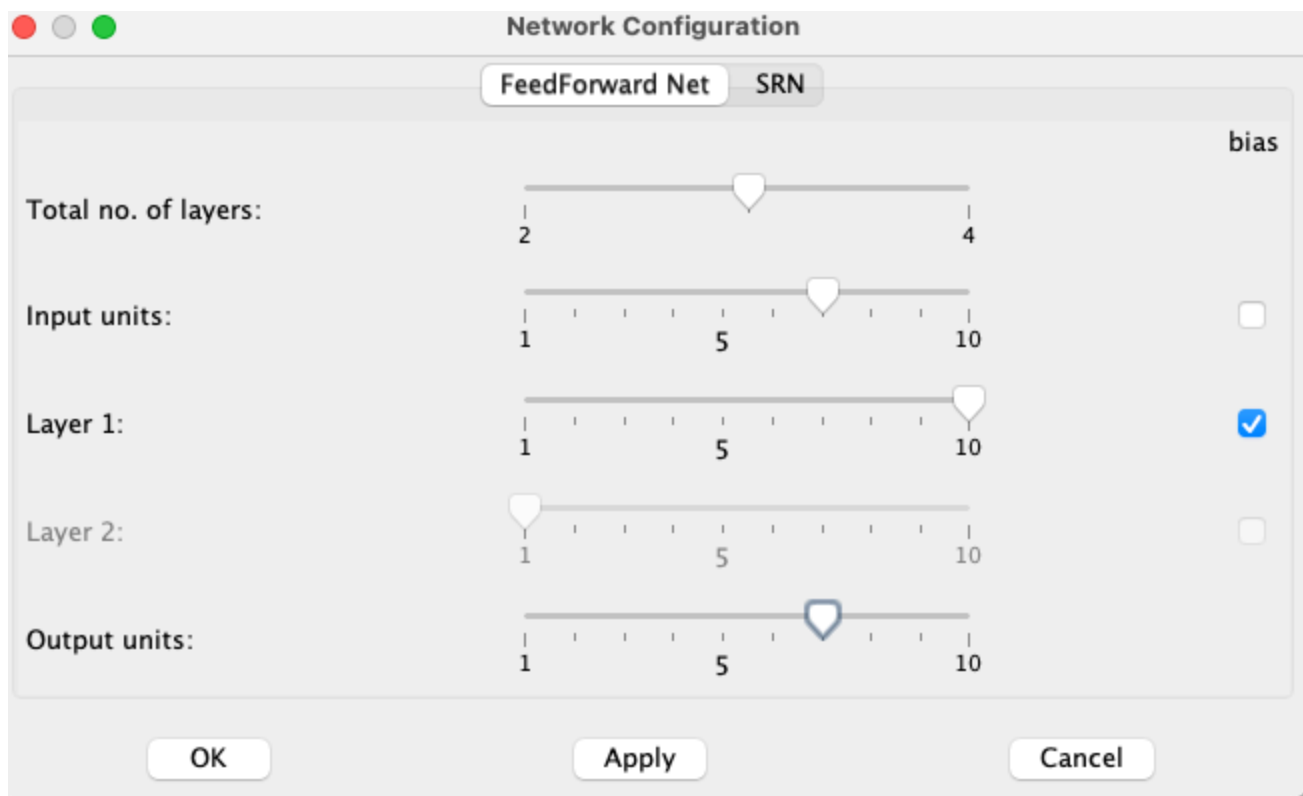 Network Configuration
FeedForward Net SRN
bias
Total no. of layers:
2 4
Input units:
1 5 10
Layer 1:
1 5 10
Layer 2:
1 5 10
Output units:
1 5 10
OK Apply Cancel